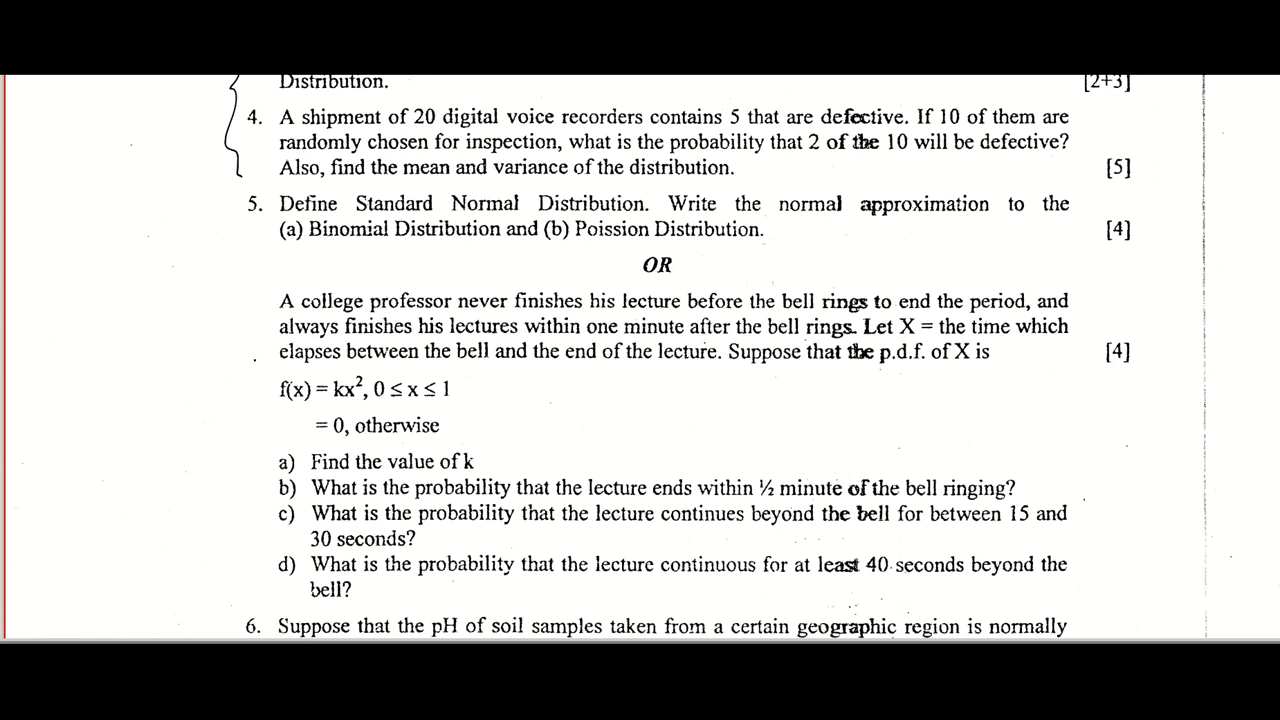 Distribution. [2+3]
4. A shipment of 20 digital voice recorders contains 5 that are defective. If 10 of them are
randomly chosen for inspection, what is the probability that 2 of the 10 will be defective?
Also, find the mean and variance of the distribution. [5]
5. Define Standard Normal Distribution. Write the normal approximation to the
(a) Binomial Distribution and (b) Poission Distribution. [4]
OR
A college professor never finishes his lecture before the bell rings to end the period, and
always finishes his lectures within one minute after the bell rings. Let X = the time which
elapses between the bell and the end of the lecture. Suppose that the p.d.f. of X is [4]
f(x) = kx², 0 ≤ x ≤ 1
= 0, otherwise
a) Find the value of k
b) What is the probability that the lecture ends within ½ minute of the bell ringing?
c) What is the probability that the lecture continues beyond the bell for between 15 and
30 seconds?
d) What is the probability that the lecture continuous for at least 40 seconds beyond the
bell?
6. Suppose that the pH of soil samples taken from a certain geographic region is normally